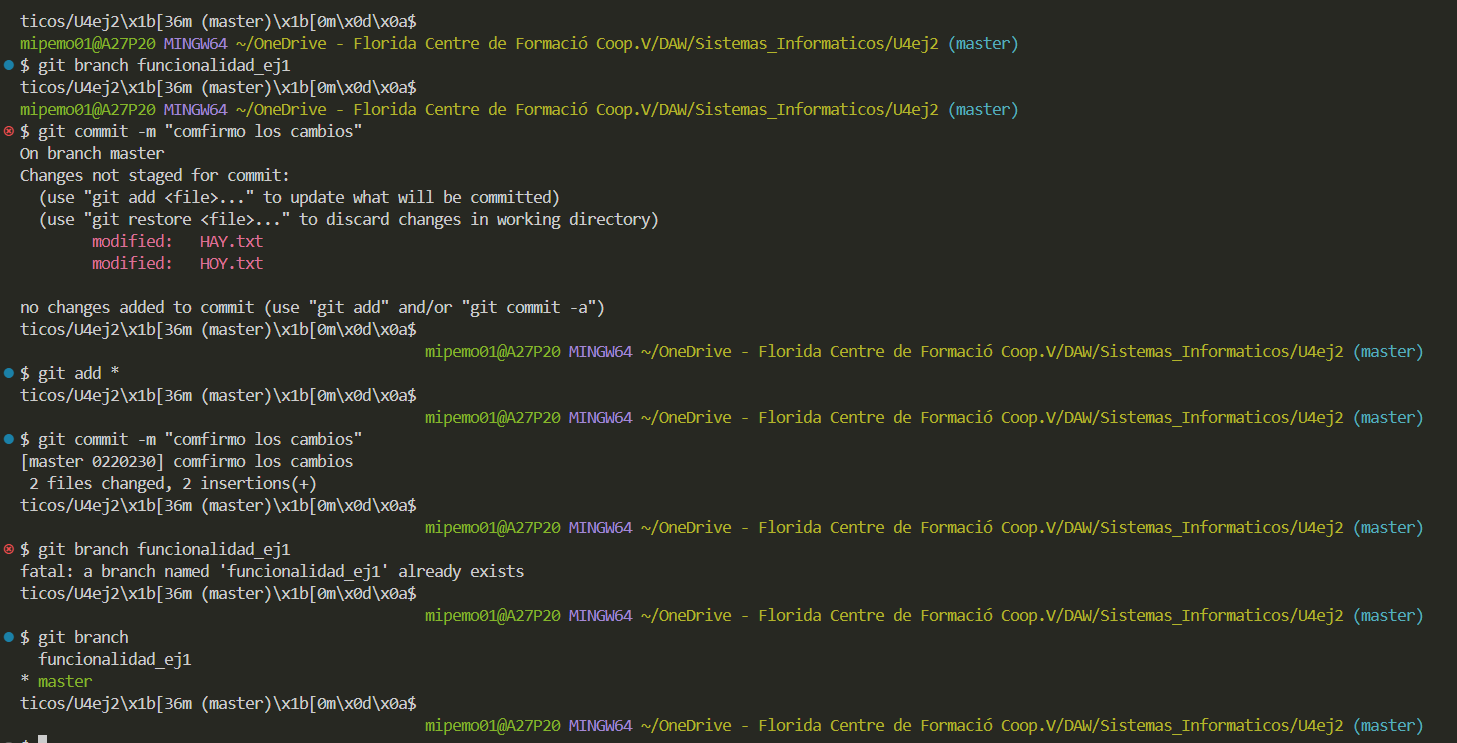 ticos/U4ej2\x1b[36m (master)\x1b[0m\x0d\x0a$
mipemo01@A27P20 MINGW64 ~/OneDrive - Florida Centre de Formació Coop.V/DAW/Sistemas_Informaticos/U4ej2 (master)
$ git branch funcionalidad_ej1
ticos/U4ej2\x1b[36m (master)\x1b[0m\x0d\x0a$
mipemo01@A27P20 MINGW64 ~/OneDrive - Florida Centre de Formació Coop.V/DAW/Sistemas_Informaticos/U4ej2 (master)
$ git commit -m "comfirmo los cambios"
On branch master
Changes not staged for commit:
  (use "git add <file>..." to update what will be committed)
  (use "git restore <file>..." to discard changes in working directory)
        modified:   HAY.txt
        modified:   HOY.txt

no changes added to commit (use "git add" and/or "git commit -a")
ticos/U4ej2\x1b[36m (master)\x1b[0m\x0d\x0a$
mipemo01@A27P20 MINGW64 ~/OneDrive - Florida Centre de Formació Coop.V/DAW/Sistemas_Informaticos/U4ej2 (master)
$ git add *
ticos/U4ej2\x1b[36m (master)\x1b[0m\x0d\x0a$
mipemo01@A27P20 MINGW64 ~/OneDrive - Florida Centre de Formació Coop.V/DAW/Sistemas_Informaticos/U4ej2 (master)
$ git commit -m "comfirmo los cambios"
[master 0220230] comfirmo los cambios
 2 files changed, 2 insertions(+)
ticos/U4ej2\x1b[36m (master)\x1b[0m\x0d\x0a$
mipemo01@A27P20 MINGW64 ~/OneDrive - Florida Centre de Formació Coop.V/DAW/Sistemas_Informaticos/U4ej2 (master)
$ git branch funcionalidad_ej1
fatal: a branch named 'funcionalidad_ej1' already exists
ticos/U4ej2\x1b[36m (master)\x1b[0m\x0d\x0a$
mipemo01@A27P20 MINGW64 ~/OneDrive - Florida Centre de Formació Coop.V/DAW/Sistemas_Informaticos/U4ej2 (master)
$ git branch
  funcionalidad_ej1
* master
ticos/U4ej2\x1b[36m (master)\x1b[0m\x0d\x0a$
mipemo01@A27P20 MINGW64 ~/OneDrive - Florida Centre de Formació Coop.V/DAW/Sistemas_Informaticos/U4ej2 (master)